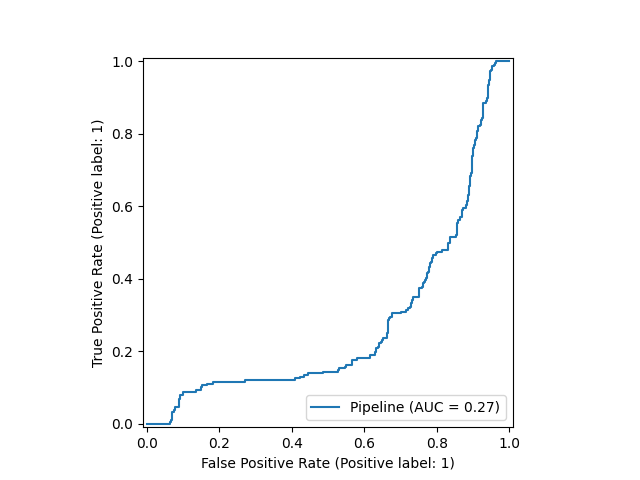 1.0
0.8
0.6
0.4
0.2
0.0
True Positive Rate (Positive label: 1)
Pipeline (AUC = 0.27)
0.0 0.2 0.4 0.6 0.8 1.0
False Positive Rate (Positive label: 1)